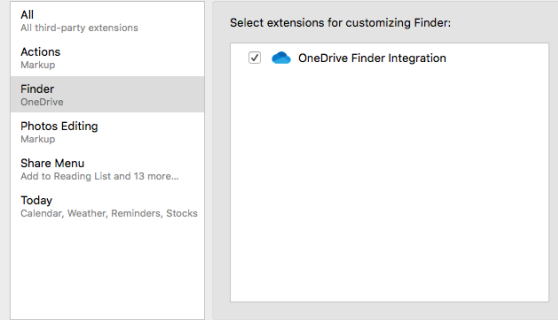 All
All third-party extensions
Actions
Markup
Finder
OneDrive
Photos Editing
Markup
Share Menu
Add to Reading List and 13 more...
Today
Calendar, Weather, Reminders, Stocks
Select extensions for customizing Finder:
OneDrive Finder Integration